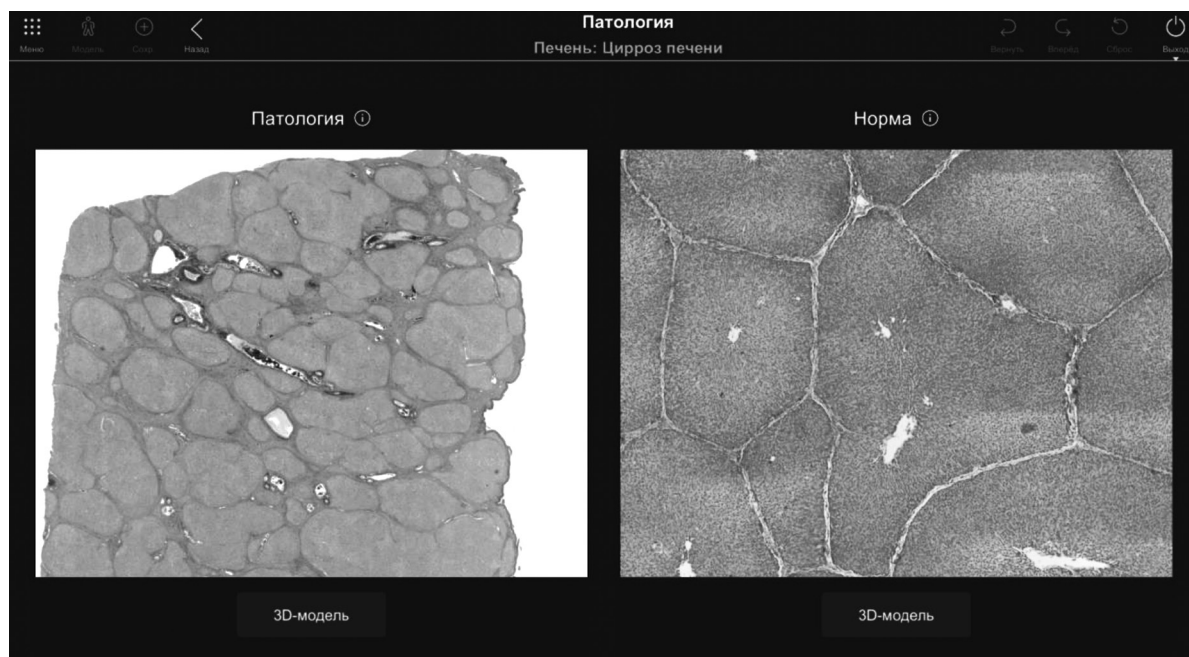 Патология
Печень: Цирроз печени
Меню
Модель
Сохр
Назад
Вернуть
Вперёд
Сброс
Выход
Патология
Норма
3D-модель
3D-модель